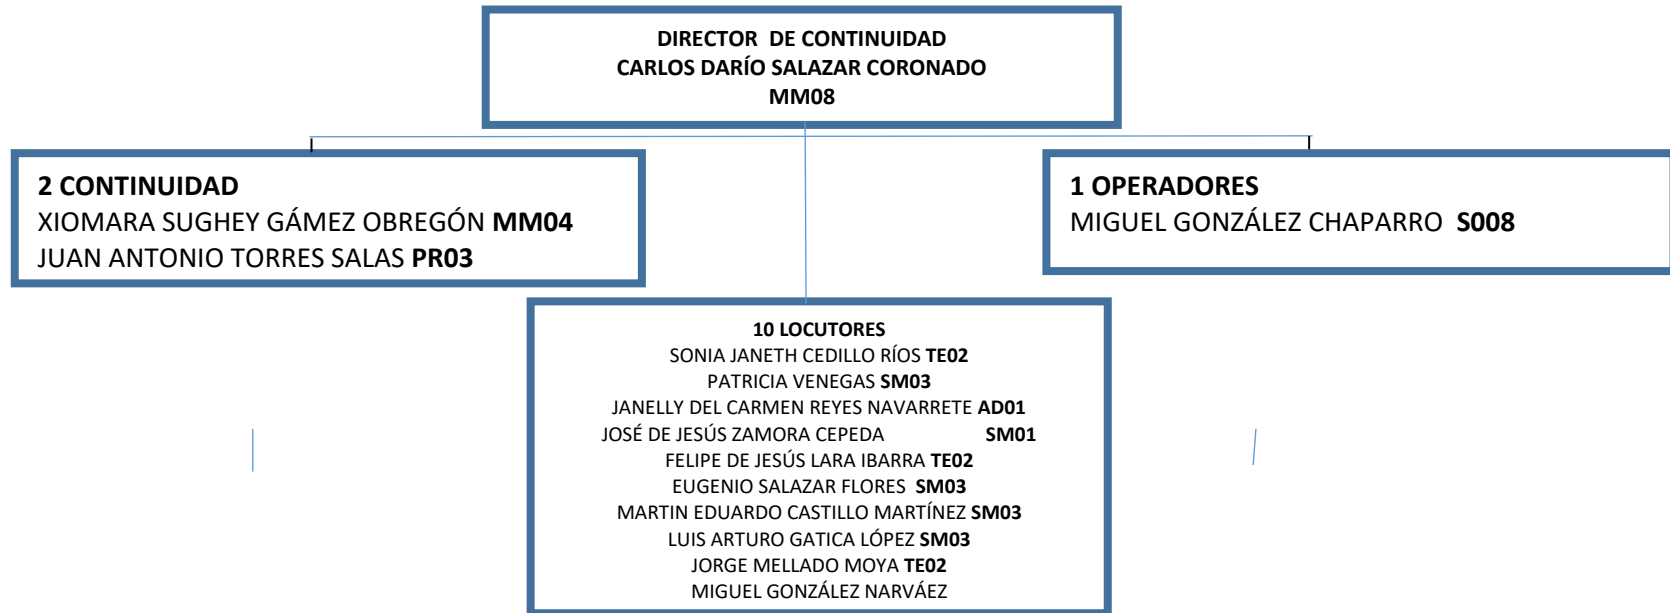 DIRECTOR DE CONTINUIDAD
CARLOS DARÍO SALAZAR CORONADO
MM08
2 CONTINUIDAD
XIOMARA SUGHEY GÁMEZ OBREGÓN MM04
JUAN ANTONIO TORRES SALAS PR03
1 OPERADORES
MIGUEL GONZÁLEZ CHAPARRO S008
10 LOCUTORES
SONIA JANETH CEDILLO RÍOS TE02
PATRICIA VENEGAS SM03
JANELLY DEL CARMEN REYES NAVARRETE AD01
JOSÉ DE JESÚS ZAMORA CEPEDA SM01
FELIPE DE JESÚS LARA IBARRA TE02
EUGENIO SALAZAR FLORES SM03
MARTIN EDUARDO CASTILLO MARTÍNEZ SM03
LUIS ARTURO GATICA LÓPEZ SM03
JORGE MELLADO MOYA TE02
MIGUEL GONZÁLEZ NARVÁEZ